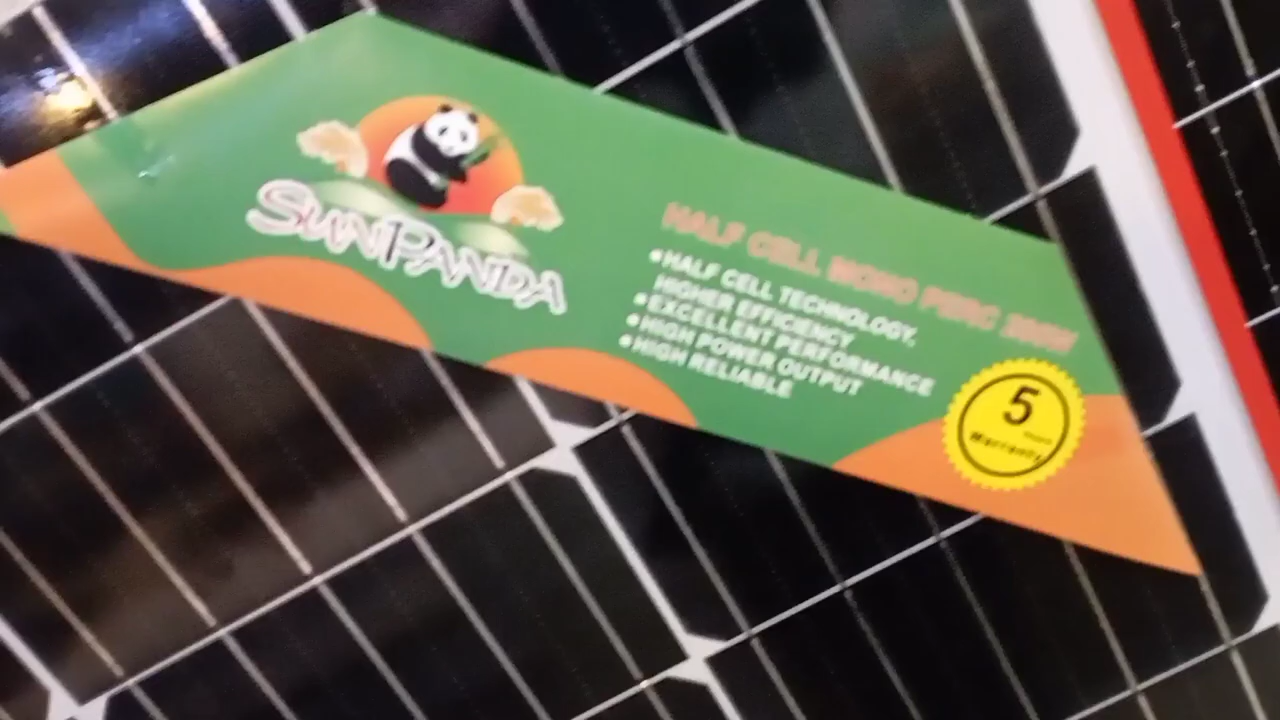 SUNPANDA
HALF CELL MONO PERC
HALF CELL TECHNOLOGY,
HIGHER EFFICIENCY
EXCELLENT PERFORMANCE
HIGH POWER OUTPUT
HIGH RELIABLE
5
Years
Warranty